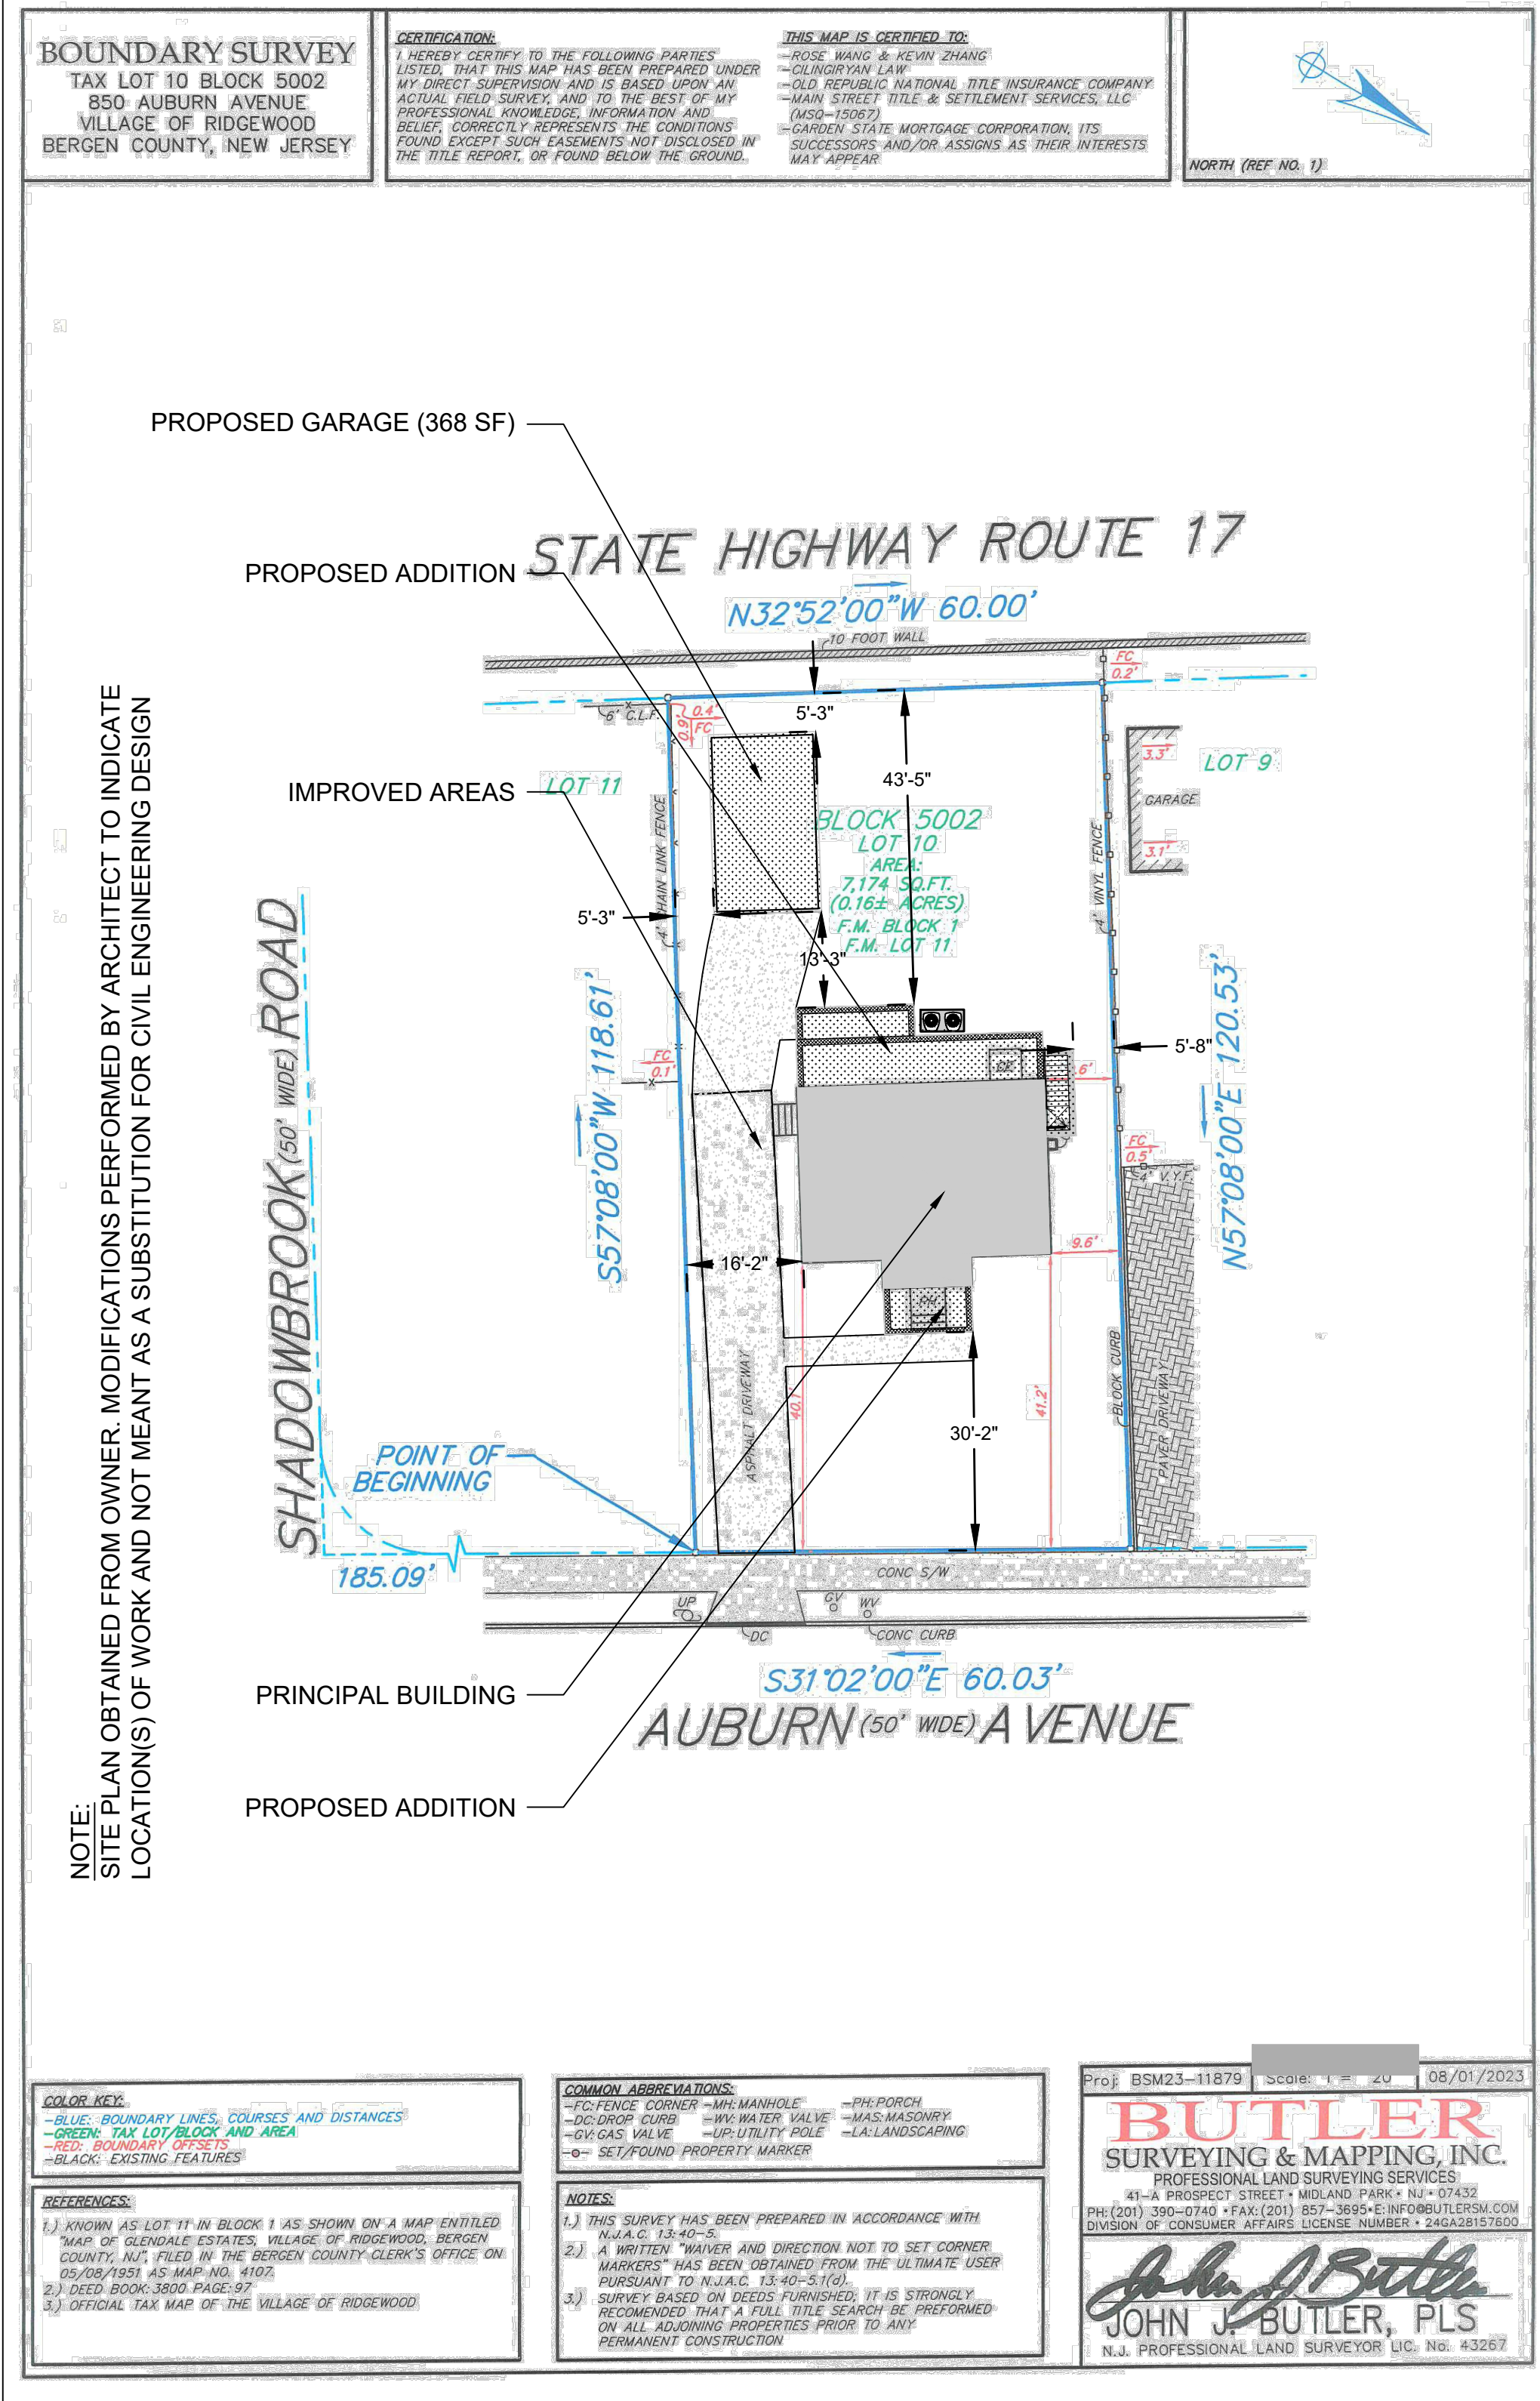 BOUNDARY SURVEY
TAX LOT 10 BLOCK 5002
850 AUBURN AVENUE
VILLAGE OF RIDGEWOOD
BERGEN COUNTY, NEW JERSEY
CERTIFICATION:
I HEREBY CERTIFY TO THE FOLLOWING PARTIES
LISTED, THAT THIS MAP HAS BEEN PREPARED UNDER
MY DIRECT SUPERVISION AND IS BASED UPON AN
ACTUAL FIELD SURVEY, AND TO THE BEST OF MY
PROFESSIONAL KNOWLEDGE, INFORMATION AND
BELIEF, CORRECTLY REPRESENTS THE CONDITIONS
FOUND EXCEPT SUCH EASEMENTS NOT DISCLOSED IN
THE TITLE REPORT, OR FOUND BELOW THE GROUND.
THIS MAP IS CERTIFIED TO:
-ROSE WANG & KEVIN ZHANG
-CILINGIRYAN LAW
-OLD REPUBLIC NATIONAL TITLE INSURANCE COMPANY
-MAIN STREET TITLE & SETTLEMENT SERVICES, LLC
(MSQ-15067)
-GARDEN STATE MORTGAGE CORPORATION, ITS
SUCCESSORS AND/OR ASSIGNS AS THEIR INTERESTS
MAY APPEAR
NORTH (REF NO. 1)
PROPOSED GARAGE (368 SF)
STATE HIGHWAY ROUTE 17
PROPOSED ADDITION
N32°52'00"W 60.00'
10 FOOT WALL
FC
0.2'
6' C.L.F.
0.4'
FC
0.9'
5'-3"
43'-5"
3.3'
LOT 9
GARAGE
3.1'
IMPROVED AREAS
LOT 11
BLOCK 5002
LOT 10
AREA:
7,174 SQ.FT.
(0.16± ACRES)
F.M. BLOCK 1
F.M. LOT 11
4' CHAIN LINK FENCE
4' VINYL FENCE
5'-3"
13'-3"
5'-8"
FC
0.1'
CE
.6'
FC
0.5'
4' V.Y.F.
S57°08'00"W 118.61'
N57°08'00"E 120.53'
SHADOWBROOK (50' WIDE) ROAD
16'-2"
9.6'
PH
ASPHALT DRIVEWAY
40.1'
41.2'
30'-2"
BLOCK CURB
PAVER DRIVEWAY
POINT OF
BEGINNING
185.09'
CONC S/W
UP
GV
WV
DC
CONC CURB
S31°02'00"E 60.03'
AUBURN (50' WIDE) AVENUE
PRINCIPAL BUILDING
PROPOSED ADDITION
NOTE:
SITE PLAN OBTAINED FROM OWNER. MODIFICATIONS PERFORMED BY ARCHITECT TO INDICATE
LOCATION(S) OF WORK AND NOT MEANT AS A SUBSTITUTION FOR CIVIL ENGINEERING DESIGN
COLOR KEY:
-BLUE: BOUNDARY LINES, COURSES AND DISTANCES
-GREEN: TAX LOT/BLOCK AND AREA
-RED: BOUNDARY OFFSETS
-BLACK: EXISTING FEATURES
COMMON ABBREVIATIONS:
-FC: FENCE CORNER -MH: MANHOLE -PH: PORCH
-DC: DROP CURB -WV: WATER VALVE -MAS: MASONRY
-GV: GAS VALVE -UP: UTILITY POLE -LA: LANDSCAPING
SET/FOUND PROPERTY MARKER
REFERENCES:
1.) KNOWN AS LOT 11 IN BLOCK 1 AS SHOWN ON A MAP ENTITLED
"MAP OF GLENDALE ESTATES, VILLAGE OF RIDGEWOOD, BERGEN
COUNTY, NJ", FILED IN THE BERGEN COUNTY CLERK'S OFFICE ON
05/08/1951 AS MAP NO. 4107.
2.) DEED BOOK: 3800 PAGE: 97
3.) OFFICIAL TAX MAP OF THE VILLAGE OF RIDGEWOOD
NOTES:
1.) THIS SURVEY HAS BEEN PREPARED IN ACCORDANCE WITH
N.J.A.C. 13:40-5.
2.) A WRITTEN "WAIVER AND DIRECTION NOT TO SET CORNER
MARKERS" HAS BEEN OBTAINED FROM THE ULTIMATE USER
PURSUANT TO N.J.A.C. 13:40-5.1(d).
3.) SURVEY BASED ON DEEDS FURNISHED; IT IS STRONGLY
RECOMENDED THAT A FULL TITLE SEARCH BE PREFORMED
ON ALL ADJOINING PROPERTIES PRIOR TO ANY
PERMANENT CONSTRUCTION
Proj: BSM23-11879 Scale: 1"= 20' 08/01/2023
BUTLER
SURVEYING & MAPPING, INC.
PROFESSIONAL LAND SURVEYING SERVICES
41-A PROSPECT STREET • MIDLAND PARK • NJ • 07432
PH:(201) 390-0740 • FAX:(201) 857-3695 • E:INFO@BUTLERSM.COM
DIVISION OF CONSUMER AFFAIRS LICENSE NUMBER • 24GA28157600
John J Butler
JOHN J. BUTLER, PLS
N.J. PROFESSIONAL LAND SURVEYOR LIC. No. 43267